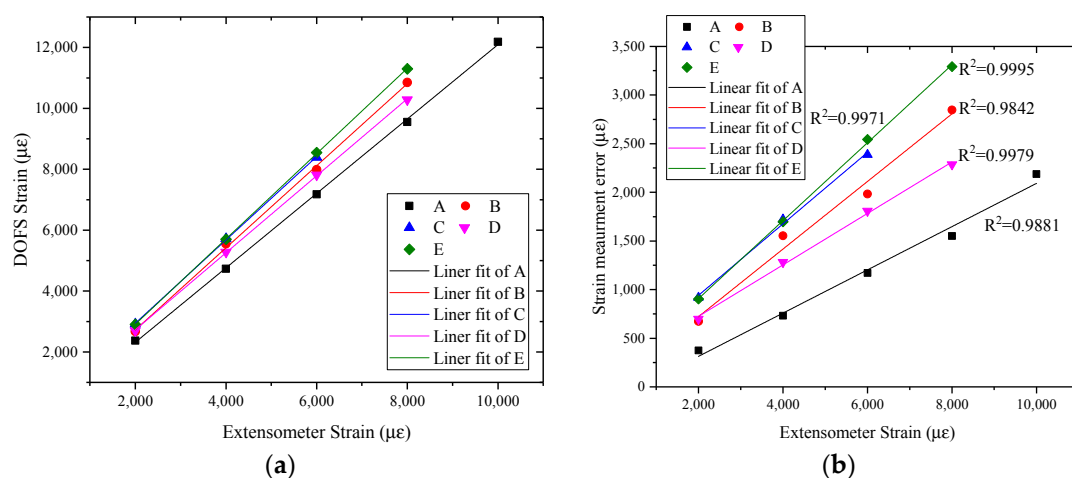 12,000
10,000
8,000
6,000
4,000
2,000
DOFS Strain (με)
A B
C D
E
Liner fit of A
Liner fit of B
Liner fit of C
Liner fit of D
Liner fit of E
2,000 4,000 6,000 8,000 10,000
Extensometer Strain (με)
(a)
A B
C D
E
Linear fit of A
Linear fit of B
Linear fit of C
Linear fit of D
Linear fit of E
3,500
3,000
2,500
2,000
1,500
1,000
500
0
Strain meaurment error (με)
R²=0.9995
R²=0.9971
R²=0.9842
R²=0.9979
R²=0.9881
2,000 4,000 6,000 8,000 10,000
Extensometer Strain (με)
(b)